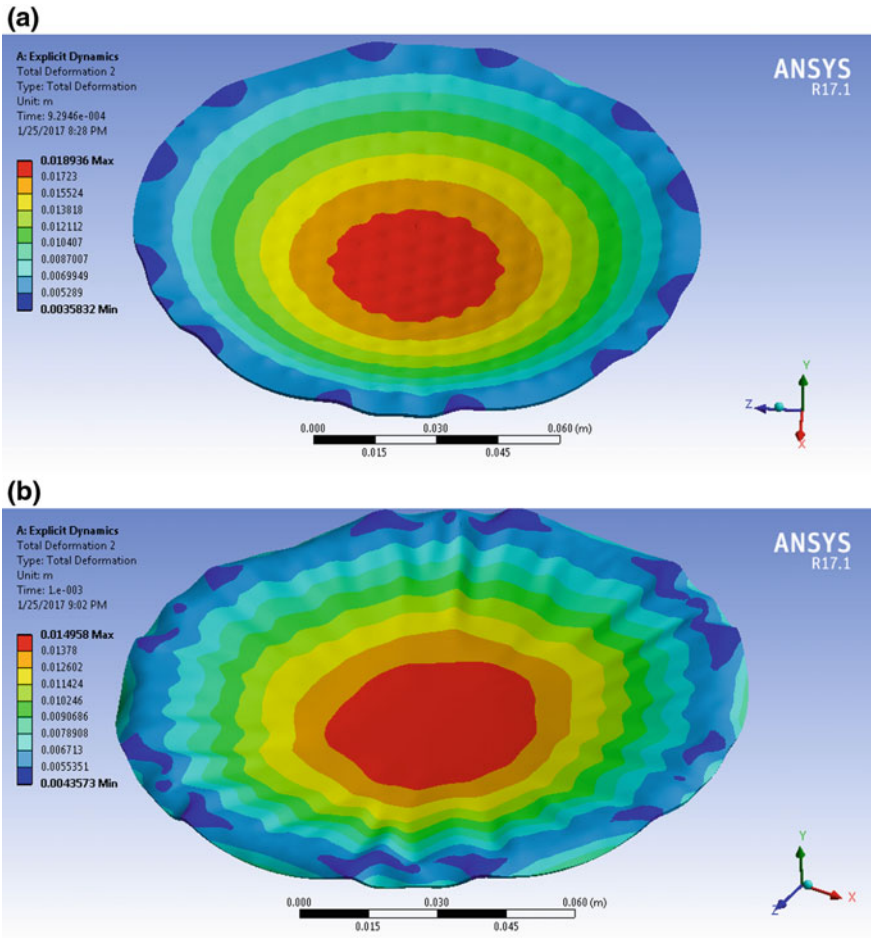 (a)
A: Explicit Dynamics
Total Deformation 2
Type: Total Deformation
Unit: m
Time: 9.2946e-004
1/25/2017 8:28 PM
ANSYS
R17.1
0.018936 Max
0.01723
0.015524
0.013818
0.012112
0.010407
0.0087007
0.0069949
0.005289
0.0035832 Min
Y
Z
X
0.000 0.030 0.060 (m)
0.015 0.045
(b)
A: Explicit Dynamics
Total Deformation 2
Type: Total Deformation
Unit: m
Time: 1.e-003
1/25/2017 9:02 PM
ANSYS
R17.1
0.014958 Max
0.01378
0.012602
0.011424
0.010246
0.0090686
0.0078908
0.006713
0.0055351
0.0043573 Min
Y
X
Z
0.000 0.030 0.060 (m)
0.015 0.045